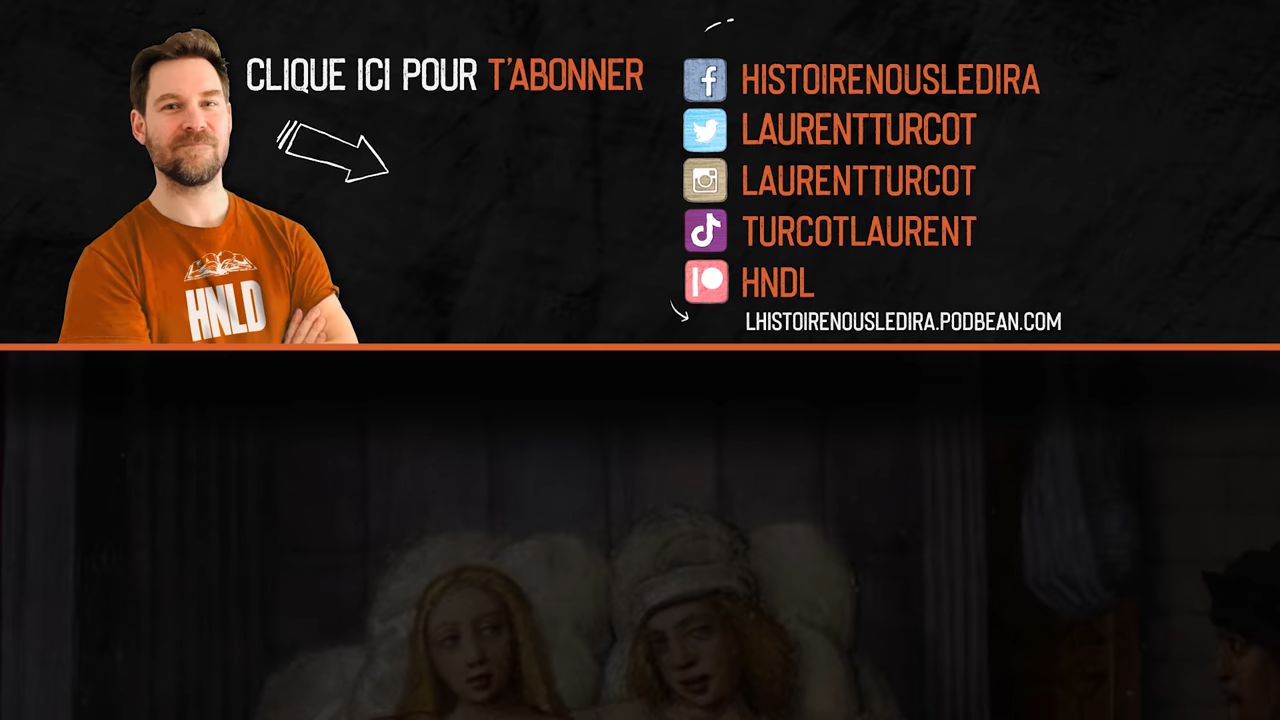 CLIQUE ICI POUR T'ABONNER
HNLD
HISTOIRENOUSLEDIRA
LAURENTTURCOT
LAURENTTURCOT
TURCOTLAURENT
HNDL
LHISTOIRENOUSLEDIRA.PODBEAN.COM